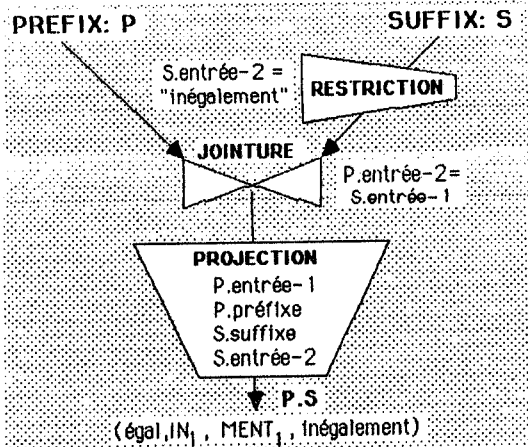 PREFIX: P
SUFFIX: S
S.entrée-2 =
"inégalement"
RESTRICTION
JOINTURE
P.entrée-2=
S.entrée-1
PROJECTION
P.entrée-1
P.préfixe
S.suffixe
S.entrée-2
P.S
(égal,IN₁ , MENT₁ , inégalement)